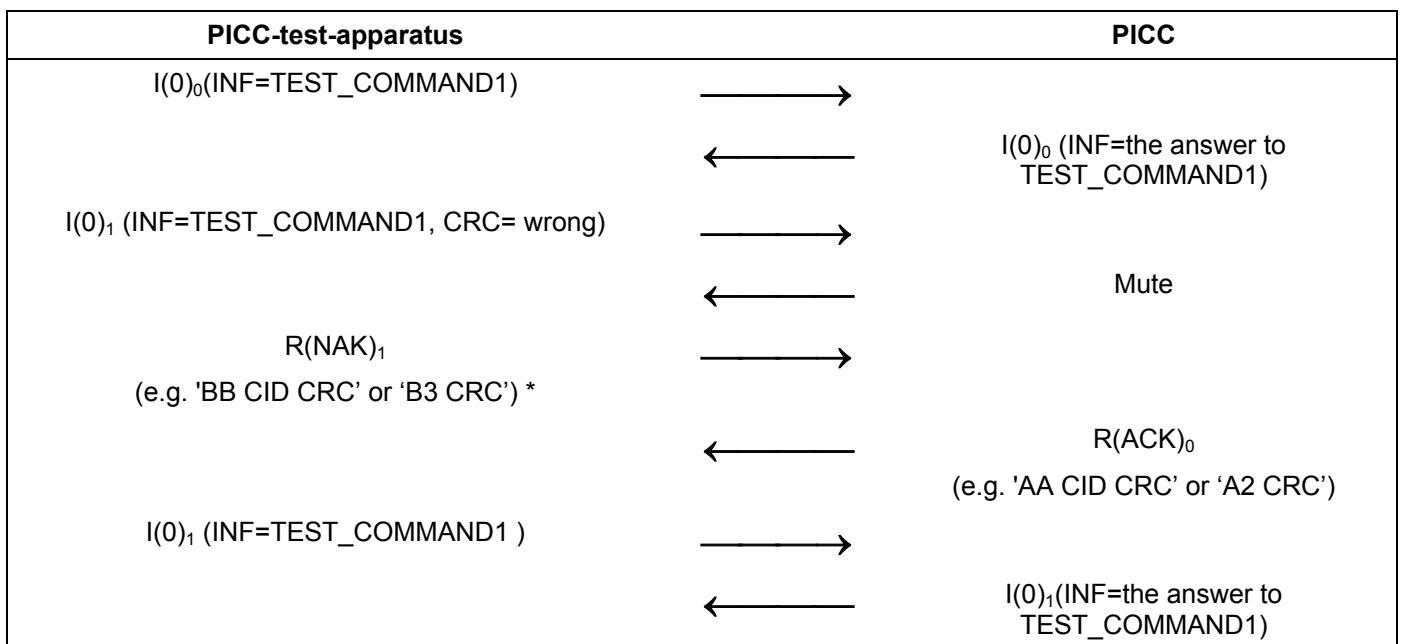 PICC-test-apparatus PICC
I(0)₀(INF=TEST_COMMAND1)
I(0)₀ (INF=the answer to
TEST_COMMAND1)
I(0)₁ (INF=TEST_COMMAND1, CRC= wrong)
Mute
R(NAK)₁
(e.g. 'BB CID CRC’ or ‘B3 CRC’) *
R(ACK)₀
(e.g. 'AA CID CRC’ or ‘A2 CRC’)
I(0)₁ (INF=TEST_COMMAND1 )
I(0)₁(INF=the answer to
TEST_COMMAND1)